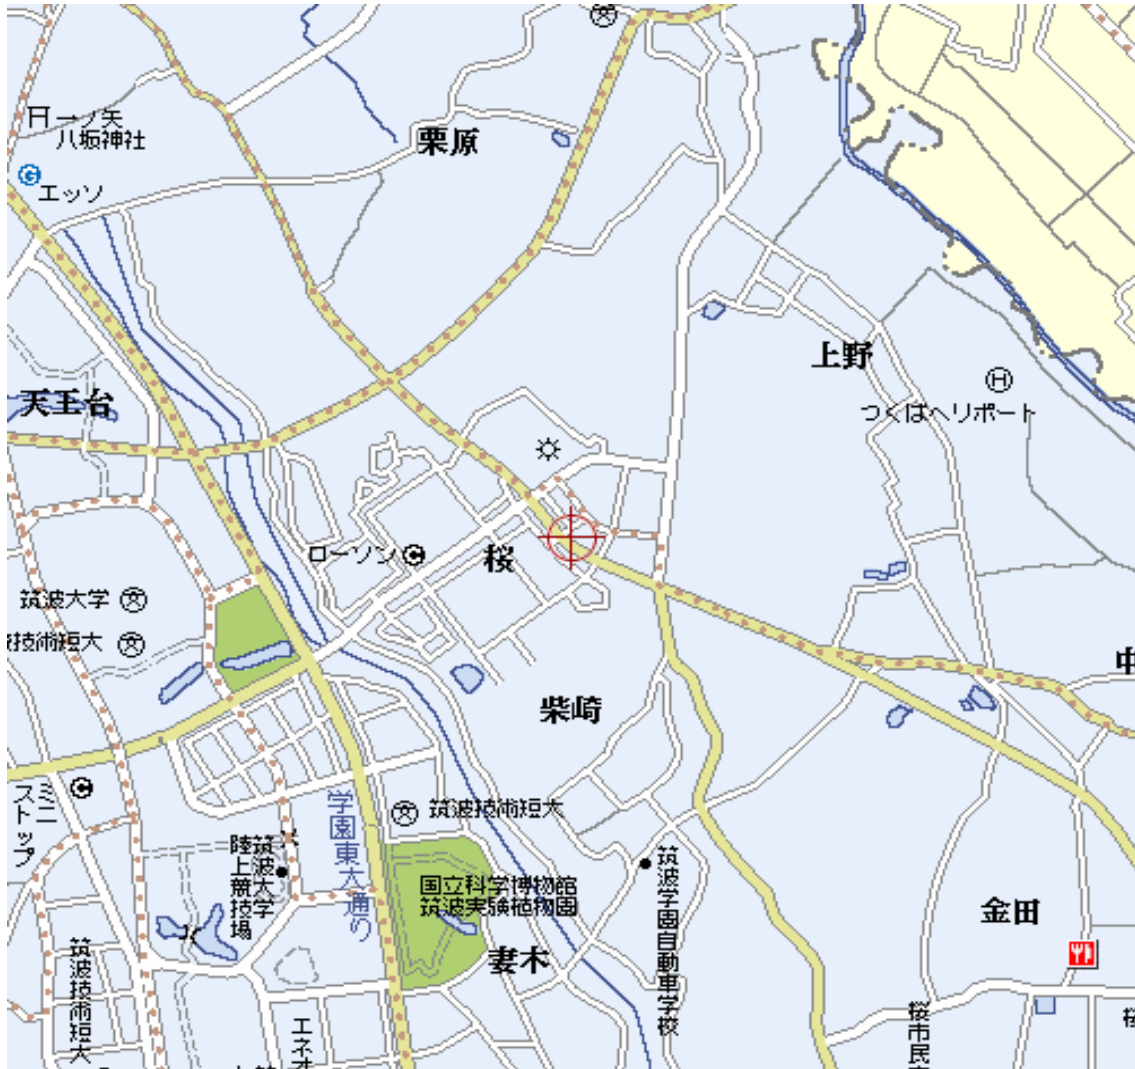 一ノ矢
八坂神社
栗原
エッソ
上野
つくばヘリポート
天王台
ローソン
桜
筑波大学
技術短大
中
柴崎
ミニ
ストップ
学園東大通り
筑波技術短大
筑波大学
陸上競技場
国立科学博物館
筑波実験植物園
筑波学園自動車学校
金田
妻木
筑波技術短大
エネオ
桜市民
桜